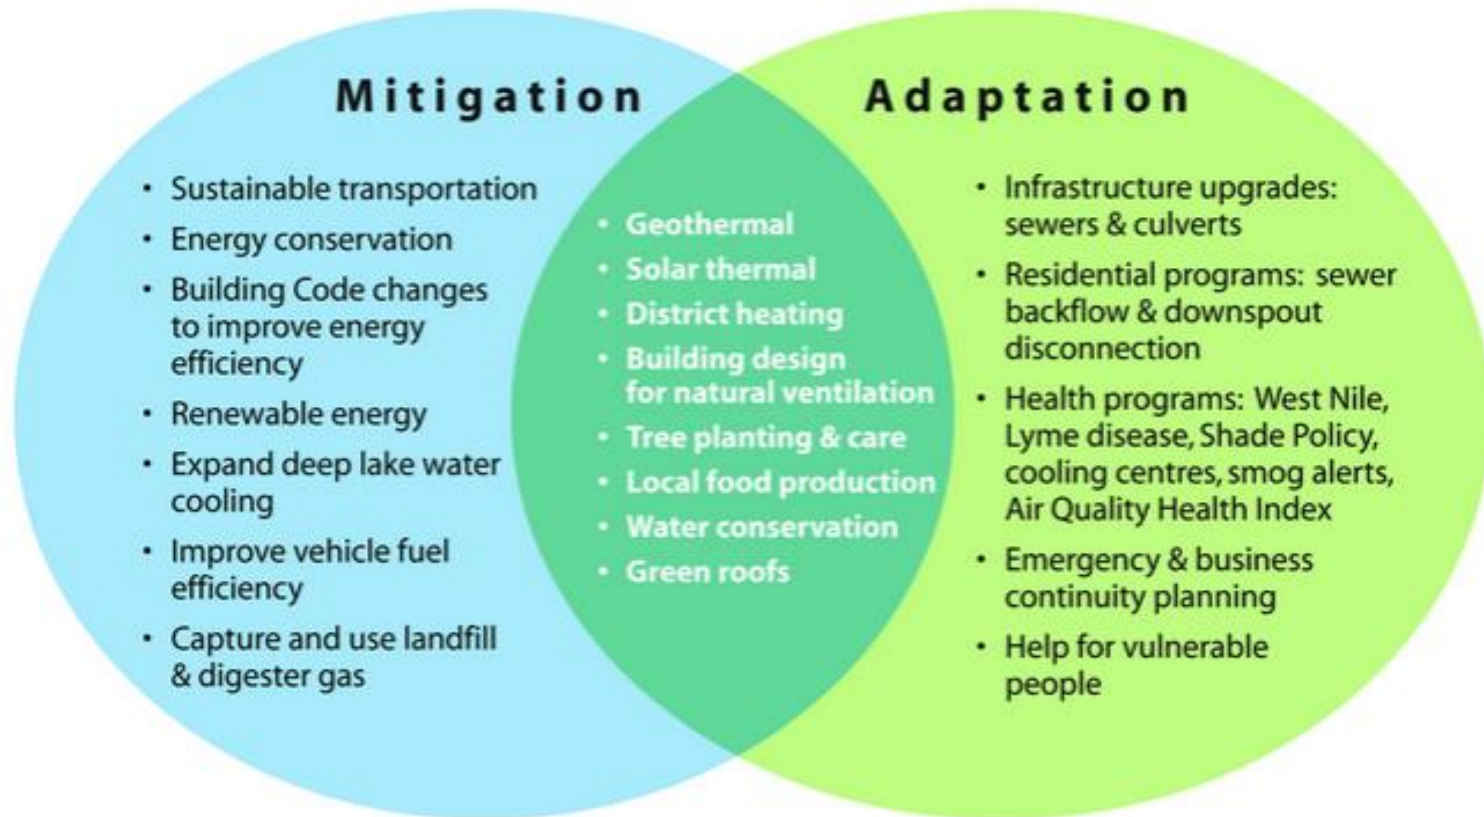 Mitigation
• Sustainable transportation
• Energy conservation
• Building Code changes
to improve energy
efficiency
• Renewable energy
• Expand deep lake water
cooling
• Improve vehicle fuel
efficiency
• Capture and use landfill
& digester gas
• Geothermal
• Solar thermal
• District heating
• Building design
for natural ventilation
• Tree planting & care
• Local food production
• Water conservation
• Green roofs
Adaptation
• Infrastructure upgrades:
sewers & culverts
• Residential programs: sewer
backflow & downspout
disconnection
• Health programs: West Nile,
Lyme disease, Shade Policy,
cooling centres, smog alerts,
Air Quality Health Index
• Emergency & business
continuity planning
• Help for vulnerable
people